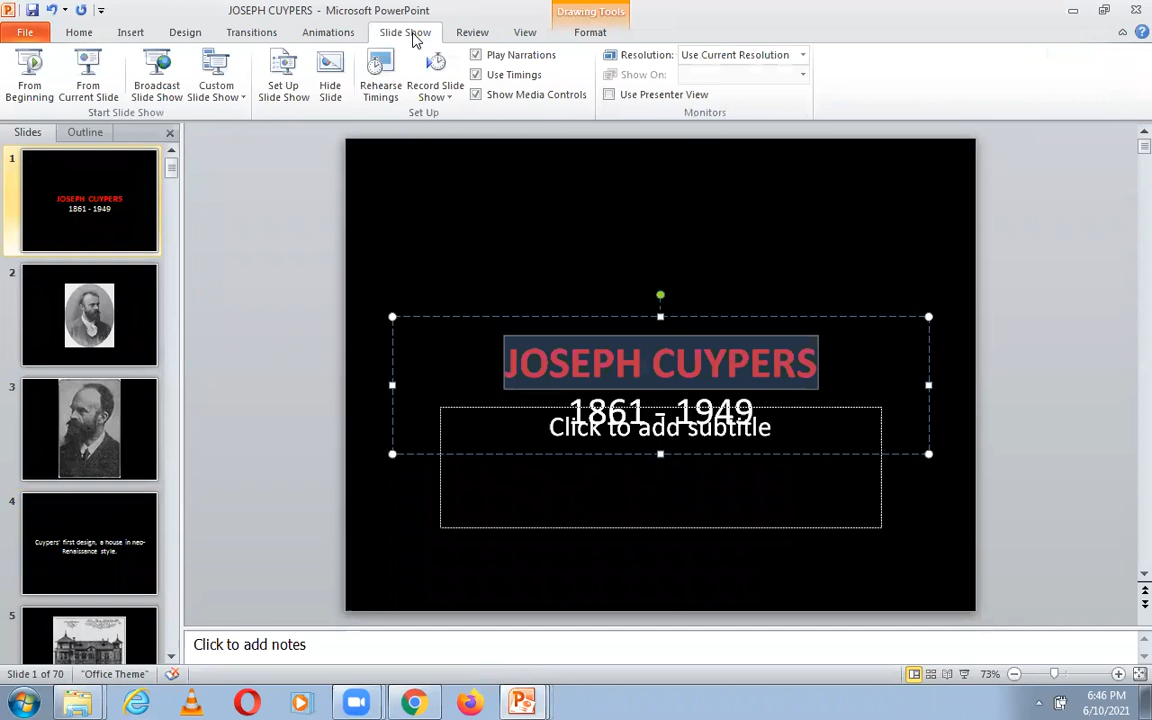 JOSEPH CUYPERS - Microsoft PowerPoint
Drawing Tools
File Home Insert Design Transitions Animations Slide Show Review View Format
From Beginning
From Current Slide
Broadcast Slide Show
Custom Slide Show
Set Up Slide Show
Hide Slide
Rehearse Timings
Record Slide Show
Play Narrations
Use Timings
Show Media Controls
Resolution: Use Current Resolution
Show On:
Use Presenter View
Start Slide Show
Set Up
Monitors
Slides Outline
1
JOSEPH CUYPERS
1861 - 1949
2
3
4
Cuypers' first design, a house in neo-
Renaissance style.
5
JOSEPH CUYPERS
1861 - 1949
Click to add subtitle
Click to add notes
Slide 1 of 70 "Office Theme" 73%
6:46 PM
6/10/2021